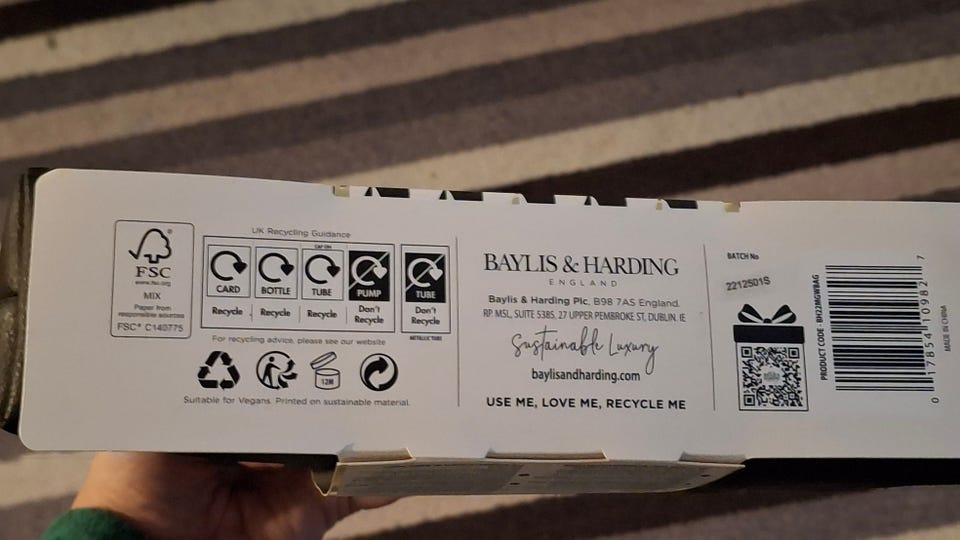 FSC®
www.fsc.org
MIX
Paper from
responsible sources
FSC® C140775
UK Recycling Guidance
CARD
Recycle
BOTTLE
Recycle
CAP ON
TUBE
Recycle
PUMP
Don't
Recycle
TUBE
Don't
Recycle
METALLIC TUBE
For recycling advice, please see our website
12M
Suitable for Vegans. Printed on sustainable material.
BAYLIS & HARDING
ENGLAND
Baylis & Harding Plc, B98 7AS England.
RP. MSL, SUITE 5385, 27 UPPER PEMBROKE ST, DUBLIN. IE
Sustainable Luxury
baylisandharding.com
USE ME, LOVE ME, RECYCLE ME
BATCH No
2212501S
PRODUCT CODE - BH22MGWBAG
0 17854 10982 7
MADE IN CHINA